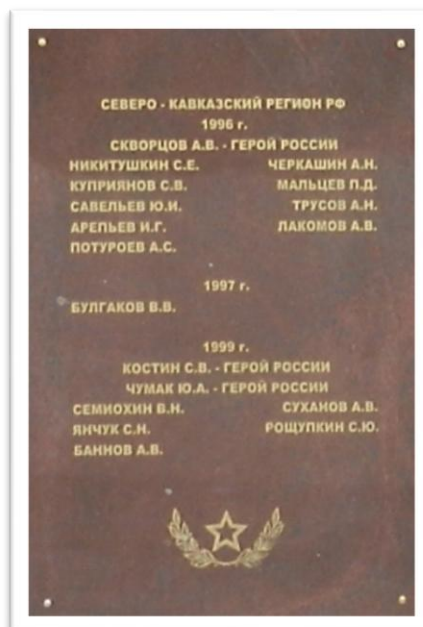 СЕВЕРО - КАВКАЗСКИЙ РЕГИОН РФ
1996 г.
СКВОРЦОВ А.В. - ГЕРОЙ РОССИИ
НИКИТУШКИН С.Е. ЧЕРКАШИН А.Н.
КУПРИЯНОВ С.В. МАЛЬЦЕВ П.Д.
САВЕЛЬЕВ Ю.И. ТРУСОВ А.Н.
АРЕПЬЕВ И.Г. ЛАКОМОВ А.В.
ПОТУРОЕВ А.С.
1997 г.
БУЛГАКОВ В.В.
1999 г.
КОСТИН С.В. - ГЕРОЙ РОССИИ
ЧУМАК Ю.А. - ГЕРОЙ РОССИИ
СЕМИОХИН В.Н. СУХАНОВ А.В.
ЯНЧУК С.Н. РОЩУПКИН С.Ю.
БАННОВ А.В.